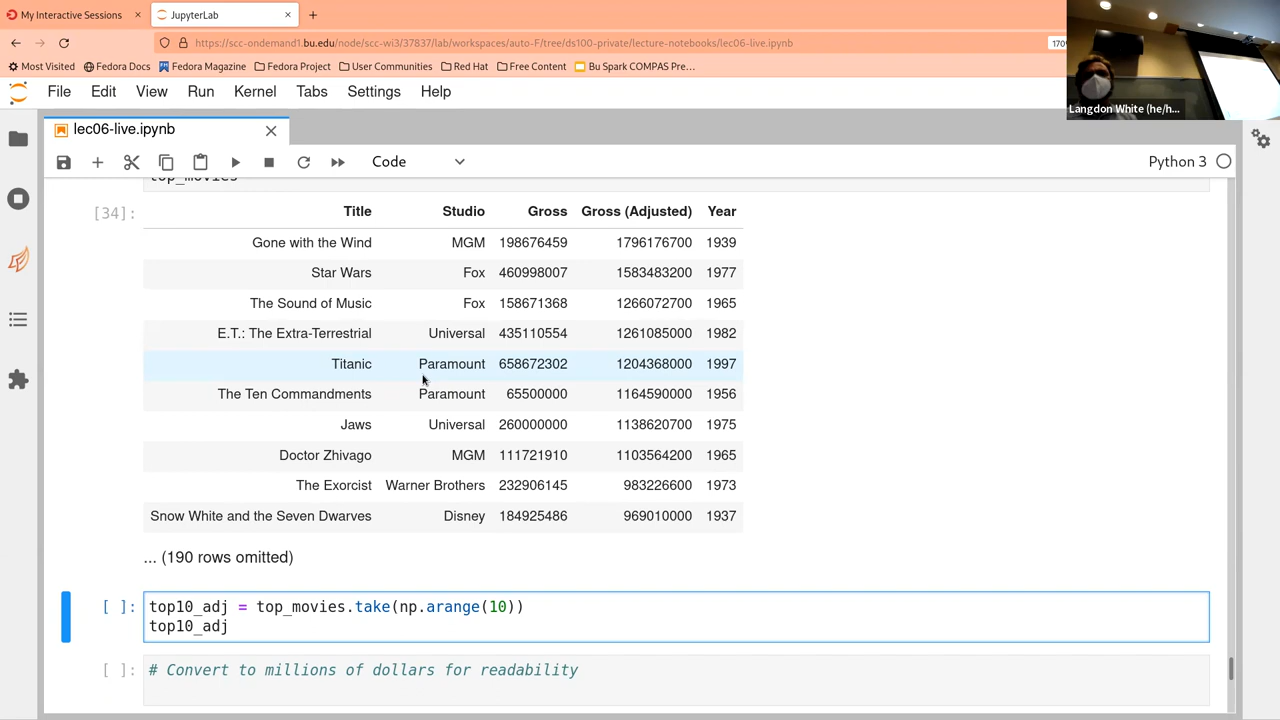 My Interactive Sessions
JupyterLab
https://scc-ondemand1.bu.edu/node/scc-wi3/37837/lab/workspaces/auto-F/tree/ds100-private/lecture-notebooks/lec06-live.ipynb
170
Most Visited Fedora Docs Fedora Magazine Fedora Project User Communities Red Hat Free Content Bu Spark COMPAS Pre…
Langdon White (he/h...
File Edit View Run Kernel Tabs Settings Help
lec06-live.ipynb
Code
Python 3
top_movies
[34]:
Title Studio Gross Gross (Adjusted) Year
Gone with the Wind MGM 198676459 1796176700 1939
Star Wars Fox 460998007 1583483200 1977
The Sound of Music Fox 158671368 1266072700 1965
E.T.: The Extra-Terrestrial Universal 435110554 1261085000 1982
Titanic Paramount 658672302 1204368000 1997
The Ten Commandments Paramount 65500000 1164590000 1956
Jaws Universal 260000000 1138620700 1975
Doctor Zhivago MGM 111721910 1103564200 1965
The Exorcist Warner Brothers 232906145 983226600 1973
Snow White and the Seven Dwarves Disney 184925486 969010000 1937
... (190 rows omitted)
[ ]: top10_adj = top_movies.take(np.arange(10))
top10_adj
[ ]: # Convert to millions of dollars for readability